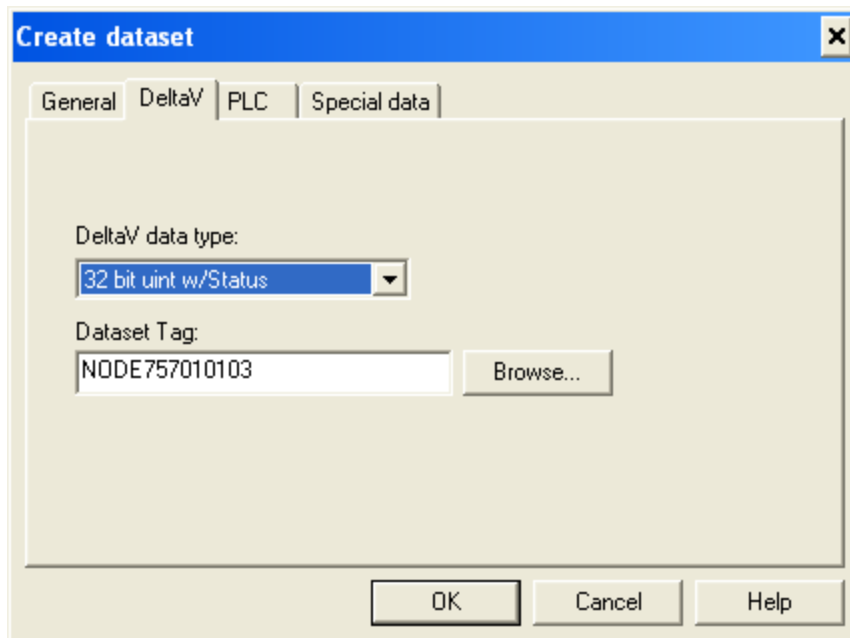 Create dataset
General DeltaV PLC Special data
DeltaV data type:
32 bit uint w/Status
Dataset Tag:
NODE757010103 Browse...
OK Cancel Help